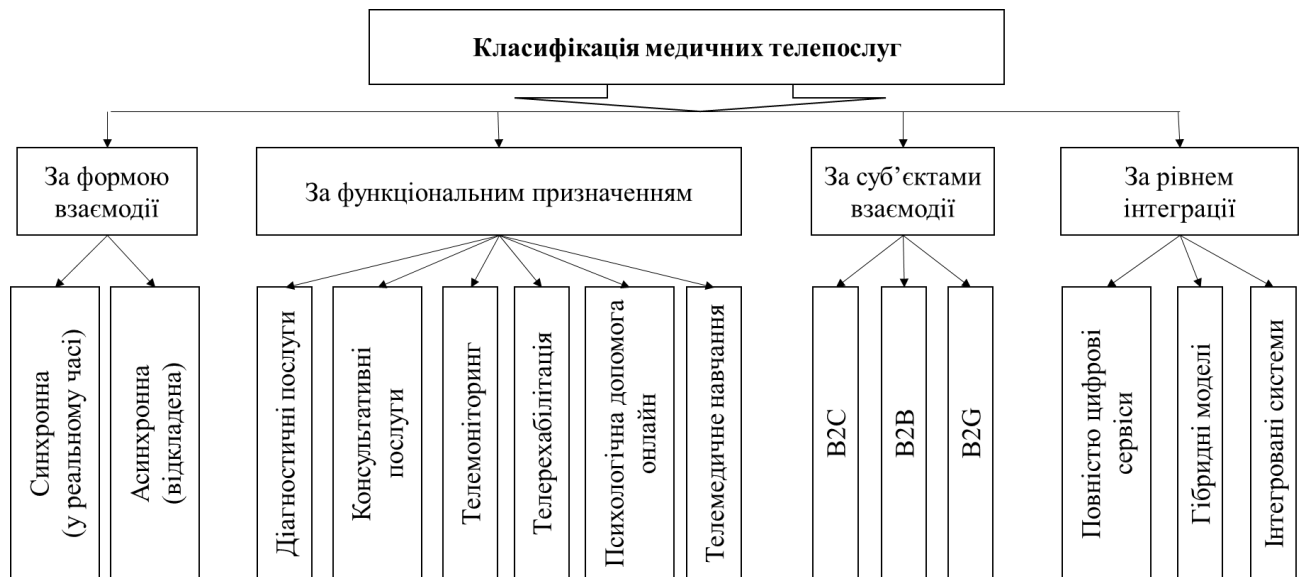 Класифікація медичних телепослуг
За формою
взаємодії
За функціональним призначенням
За суб’єктами
взаємодії
За рівнем
інтеграції
Синхронна
(у реальному часі)
Асинхронна
(відкладена)
Діагностичні послуги
Консультативні
послуги
Телемоніторинг
Телерехабілітація
Психологічна допомога
онлайн
Телемедичне навчання
B2C
B2B
B2G
Повністю цифрові
сервіси
Гібридні моделі
Інтегровані системи